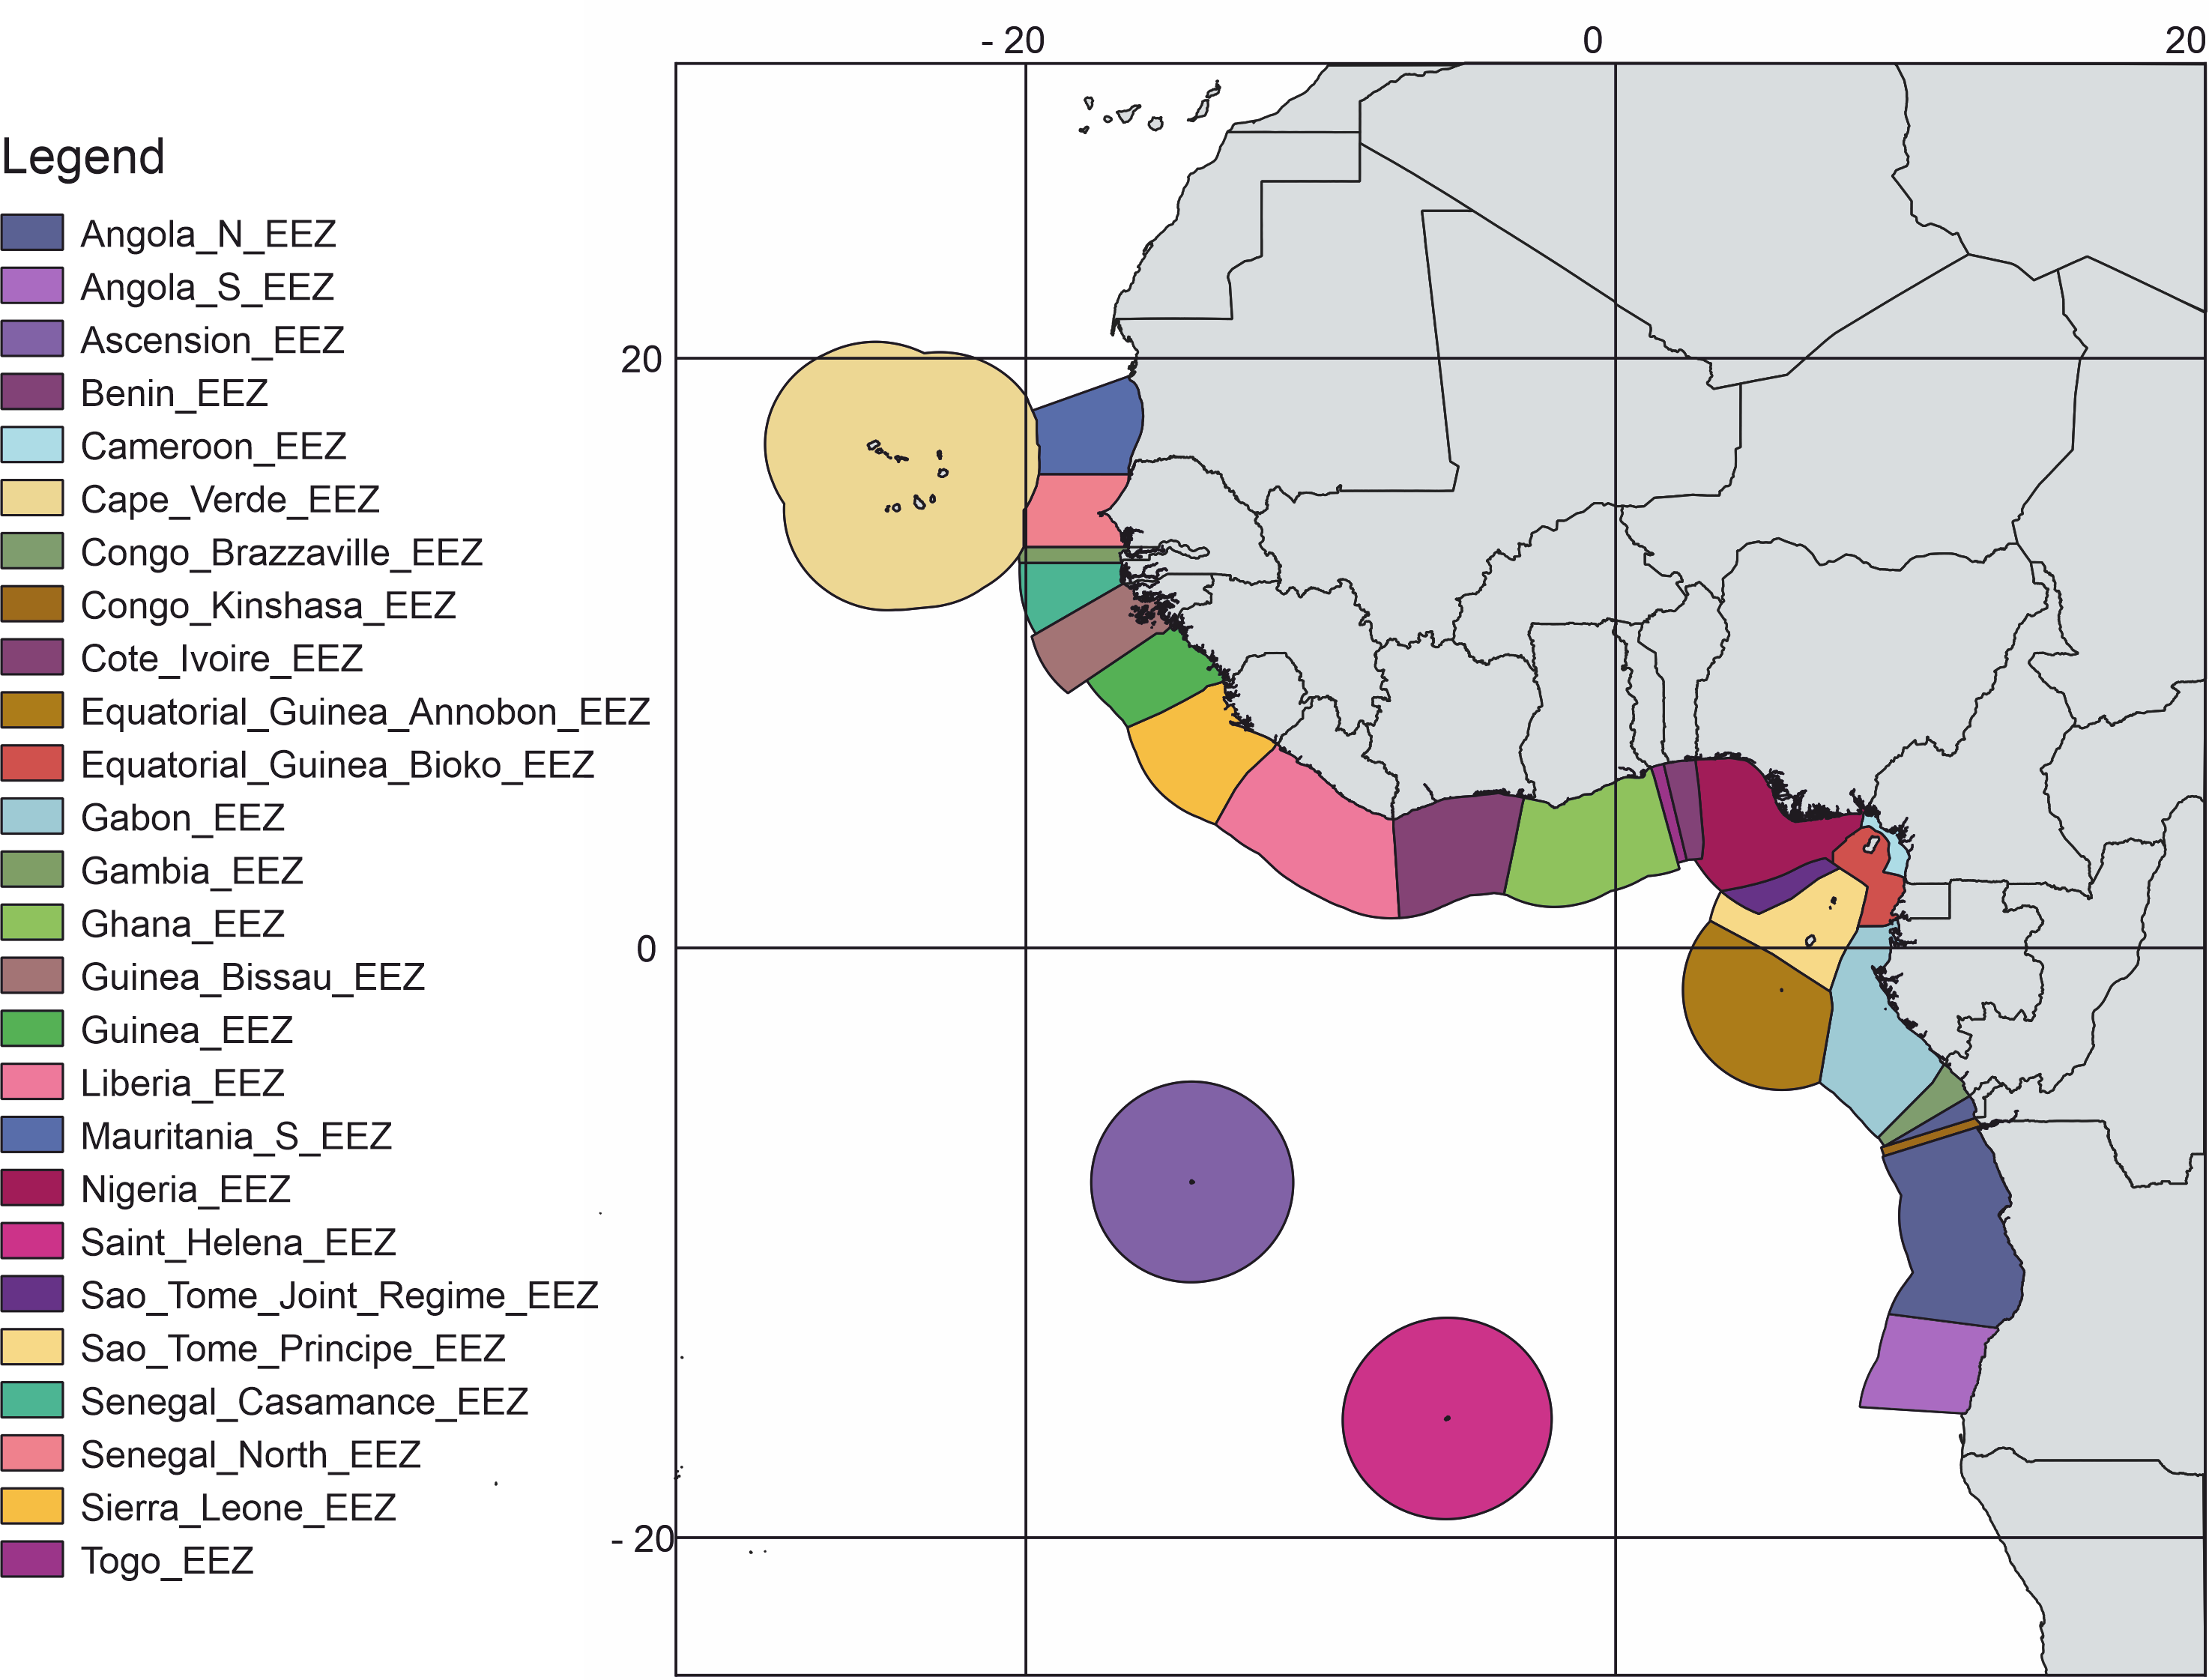 - 20 0 20
Legend
Angola_N_EEZ
Angola_S_EEZ
Ascension_EEZ
Benin_EEZ
Cameroon_EEZ
Cape_Verde_EEZ
Congo_Brazzaville_EEZ
Congo_Kinshasa_EEZ
Cote_Ivoire_EEZ
Equatorial_Guinea_Annobon_EEZ
Equatorial_Guinea_Bioko_EEZ
Gabon_EEZ
Gambia_EEZ
Ghana_EEZ
Guinea_Bissau_EEZ
Guinea_EEZ
Liberia_EEZ
Mauritania_S_EEZ
Nigeria_EEZ
Saint_Helena_EEZ
Sao_Tome_Joint_Regime_EEZ
Sao_Tome_Principe_EEZ
Senegal_Casamance_EEZ
Senegal_North_EEZ
Sierra_Leone_EEZ
Togo_EEZ
20
0
- 20